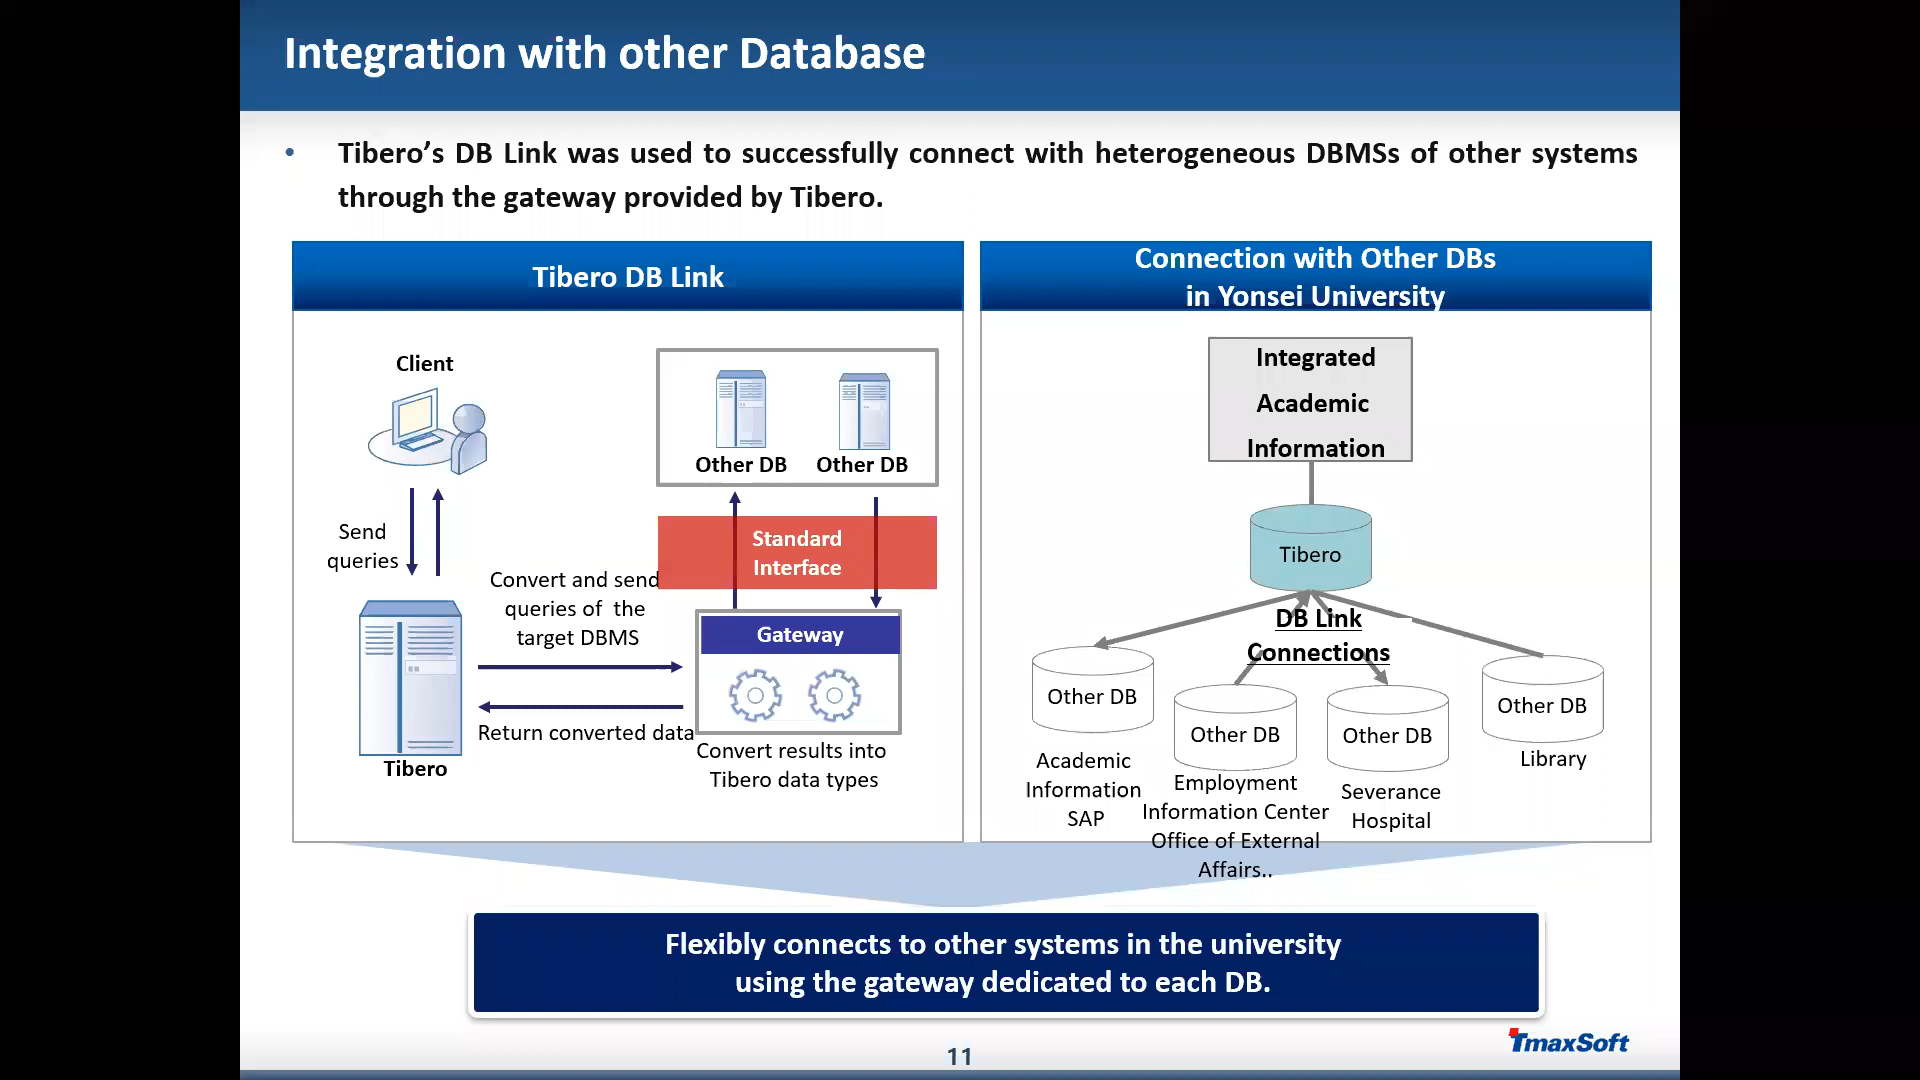 Integration with other Database
• Tibero’s DB Link was used to successfully connect with heterogeneous DBMSs of other systems
through the gateway provided by Tibero.
Tibero DB Link
Client
Other DB Other DB
Send
queries
Standard
Interface
Convert and send
queries of the
target DBMS
Gateway
Return converted data
Convert results into
Tibero data types
Tibero
Connection with Other DBs
in Yonsei University
Integrated
Academic
Information
Tibero
DB Link
Connections
Other DB
Academic
Information
SAP
Other DB
Employment
Information Center
Office of External
Affairs..
Other DB
Severance
Hospital
Other DB
Library
Flexibly connects to other systems in the university
using the gateway dedicated to each DB.
TmaxSoft
11